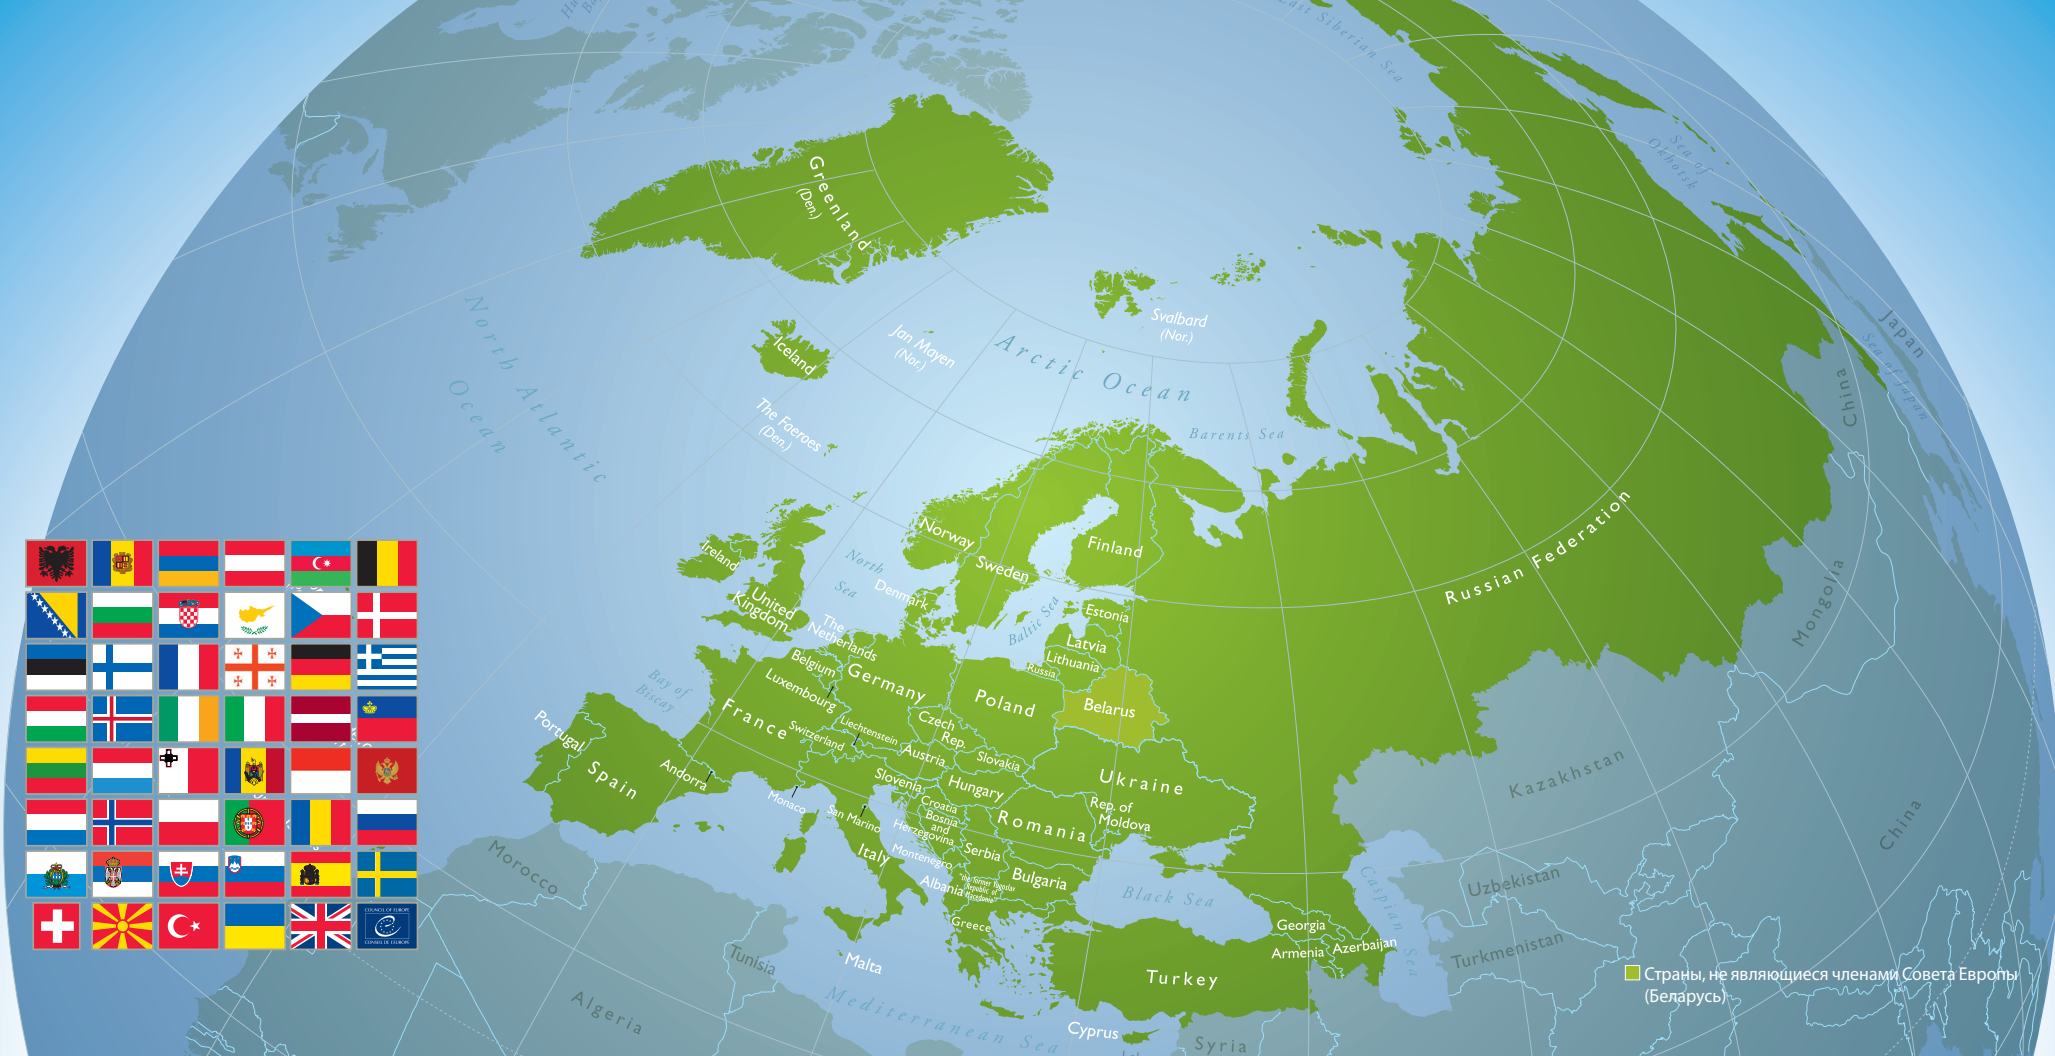 East Siberian Sea
Sea of
Okhotsk
Greenland
(Den.)
Svalbard
(Nor.)
Jan Mayen
(Nor.)
Iceland
Arctic Ocean
North Atlantic
Ocean
Japan
Sea of Japan
China
The Faeroes
(Den.)
Barents Sea
Norway
Sweden
Finland
Russian Federation
Ireland
North
Sea
Denmark
United
Kingdom
Baltic Sea
Estonia
Latvia
Lithuania
Russia
Mongolia
The
Netherlands
Belgium
Germany
Luxembourg
Poland
Belarus
Bay of
Biscay
France
Portugal
Spain
Andorra
Switzerland
Liechtenstein
Czech
Rep.
Austria
Slovakia
Ukraine
Kazakhstan
Monaco
San Marino
Slovenia
Hungary
Croatia
Bosnia
and
Herzegovina
Romania
Rep. of
Moldova
Italy
Serbia
Montenegro
Bulgaria
Albania
"the former Yugoslav
Republic of
Macedonia"
Greece
Black Sea
Caspian Sea
Georgia
Armenia
Azerbaijan
Uzbekistan
Turkmenistan
China
Morocco
Tunisia
Algeria
Malta
Mediterranean Sea
Turkey
Cyprus
Syria
COUNCIL OF EUROPE
CONSEIL DE L'EUROPE
Страны, не являющиеся членами Совета Европы
(Беларусь)